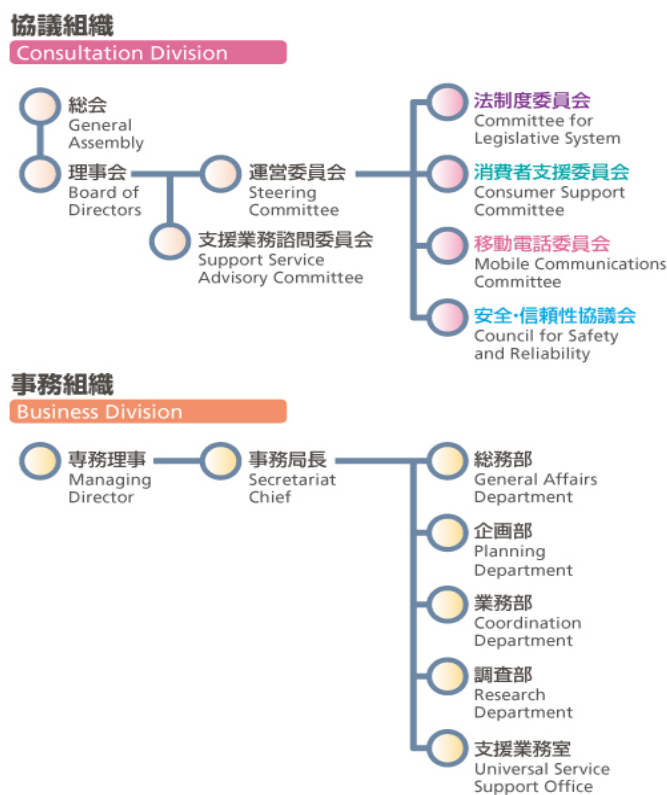 協議組織
Consultation Division
総会
General
Assembly
理事会
Board of
Directors
運営委員会
Steering
Committee
支援業務諮問委員会
Support Service
Advisory Committee
法制度委員会
Committee for
Legislative System
消費者支援委員会
Consumer Support
Committee
移動電話委員会
Mobile Communications
Committee
安全・信頼性協議会
Council for Safety
and Reliability
事務組織
Business Division
専務理事
Managing
Director
事務局長
Secretariat
Chief
総務部
General Affairs
Department
企画部
Planning
Department
業務部
Coordination
Department
調査部
Research
Department
支援業務室
Universal Service
Support Office